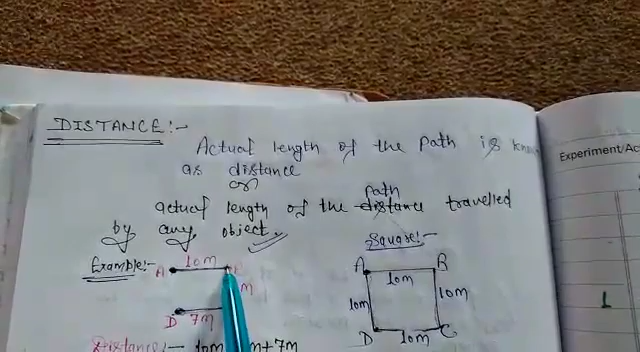 DISTANCE:-
Actual length of the Path is
as distance
or
path
actual length of the distance travelled
by any object.
Square:-
Example:-
A 10m
A B
10m
m
10m 10m
D 7m
D C
10m
Distance:- 10m m+7m
Experiment/Ac